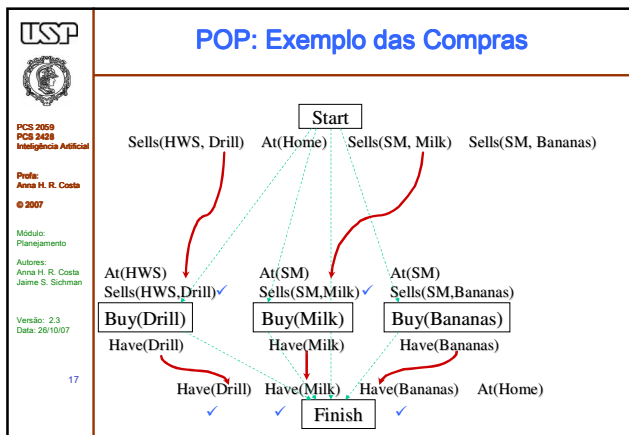 USP
POP: Exemplo das Compras
PCS 2059
PCS 2428
Inteligência Artificial
Profa:
Anna H. R. Costa
© 2007
Módulo:
Planejamento
Autores:
Anna H. R. Costa
Jaime S. Sichman
Versão: 2.3
Data: 26/10/07
17
Start
Sells(HWS, Drill) At(Home) Sells(SM, Milk) Sells(SM, Bananas)
At(HWS) At(SM) At(SM)
Sells(HWS,Drill) ✓ Sells(SM,Milk) ✓ Sells(SM,Bananas)
Buy(Drill) Buy(Milk) Buy(Bananas)
Have(Drill) Have(Milk) Have(Bananas)
Have(Drill) Have(Milk) Have(Bananas) At(Home)
✓ ✓ Finish ✓